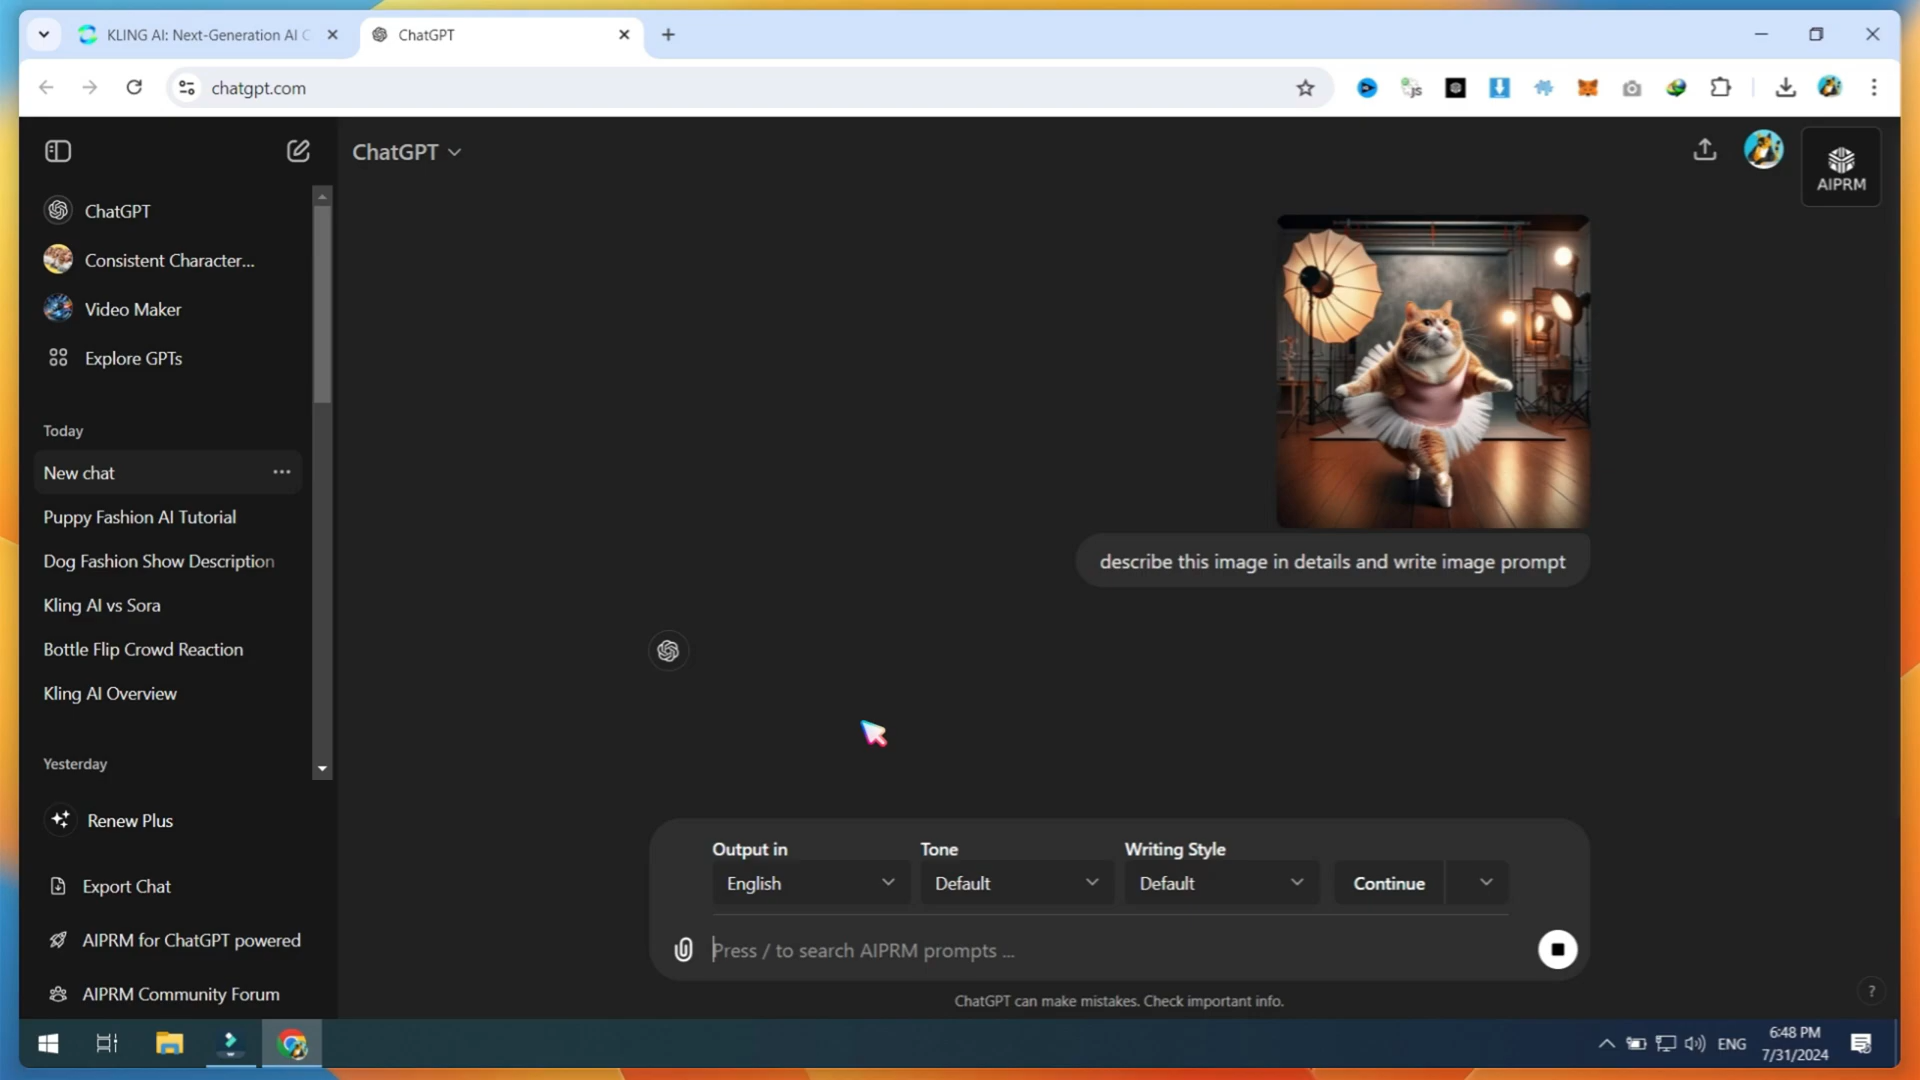 KLING AI: Next-Generation AI C
ChatGPT
chatgpt.com
ChatGPT
AIPRM
ChatGPT
Consistent Character...
Video Maker
Explore GPTs
Today
New chat
Puppy Fashion AI Tutorial
Dog Fashion Show Description
Kling AI vs Sora
Bottle Flip Crowd Reaction
Kling AI Overview
Yesterday
Renew Plus
Export Chat
AIPRM for ChatGPT powered
AIPRM Community Forum
describe this image in details and write image prompt
Output in
Tone
Writing Style
English
Default
Default
Continue
Press / to search AIPRM prompts ...
ChatGPT can make mistakes. Check important info.
?
ENG
6:48 PM
7/31/2024